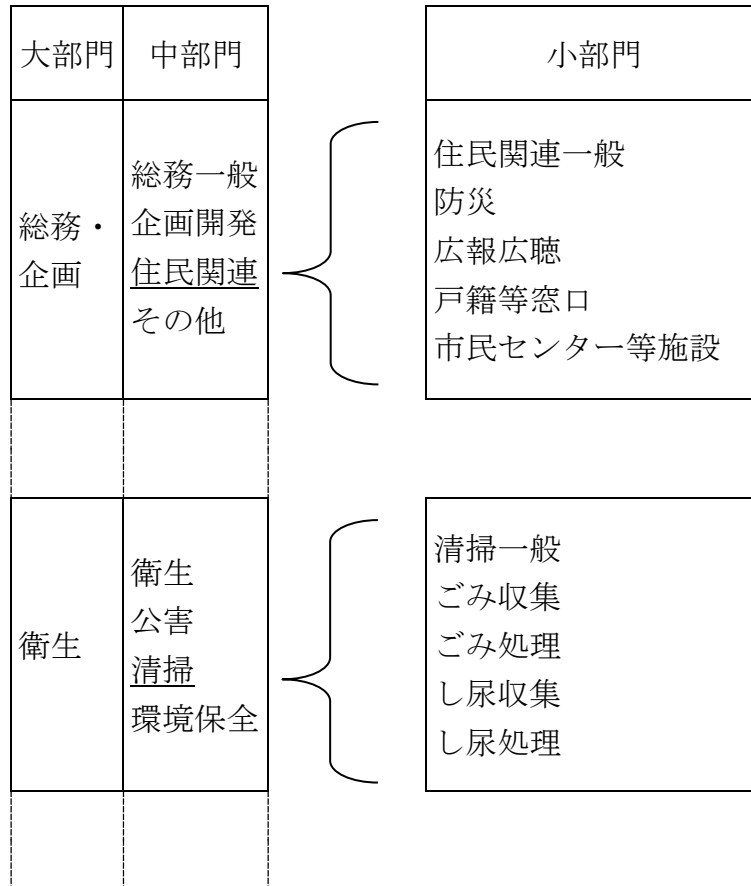 大部門 中部門 小部門
総務・
企画
総務一般
企画開発
住民関連
その他
住民関連一般
防災
広報広聴
戸籍等窓口
市民センター等施設
衛生
衛生
公害
清掃
環境保全
清掃一般
ごみ収集
ごみ処理
し尿収集
し尿処理